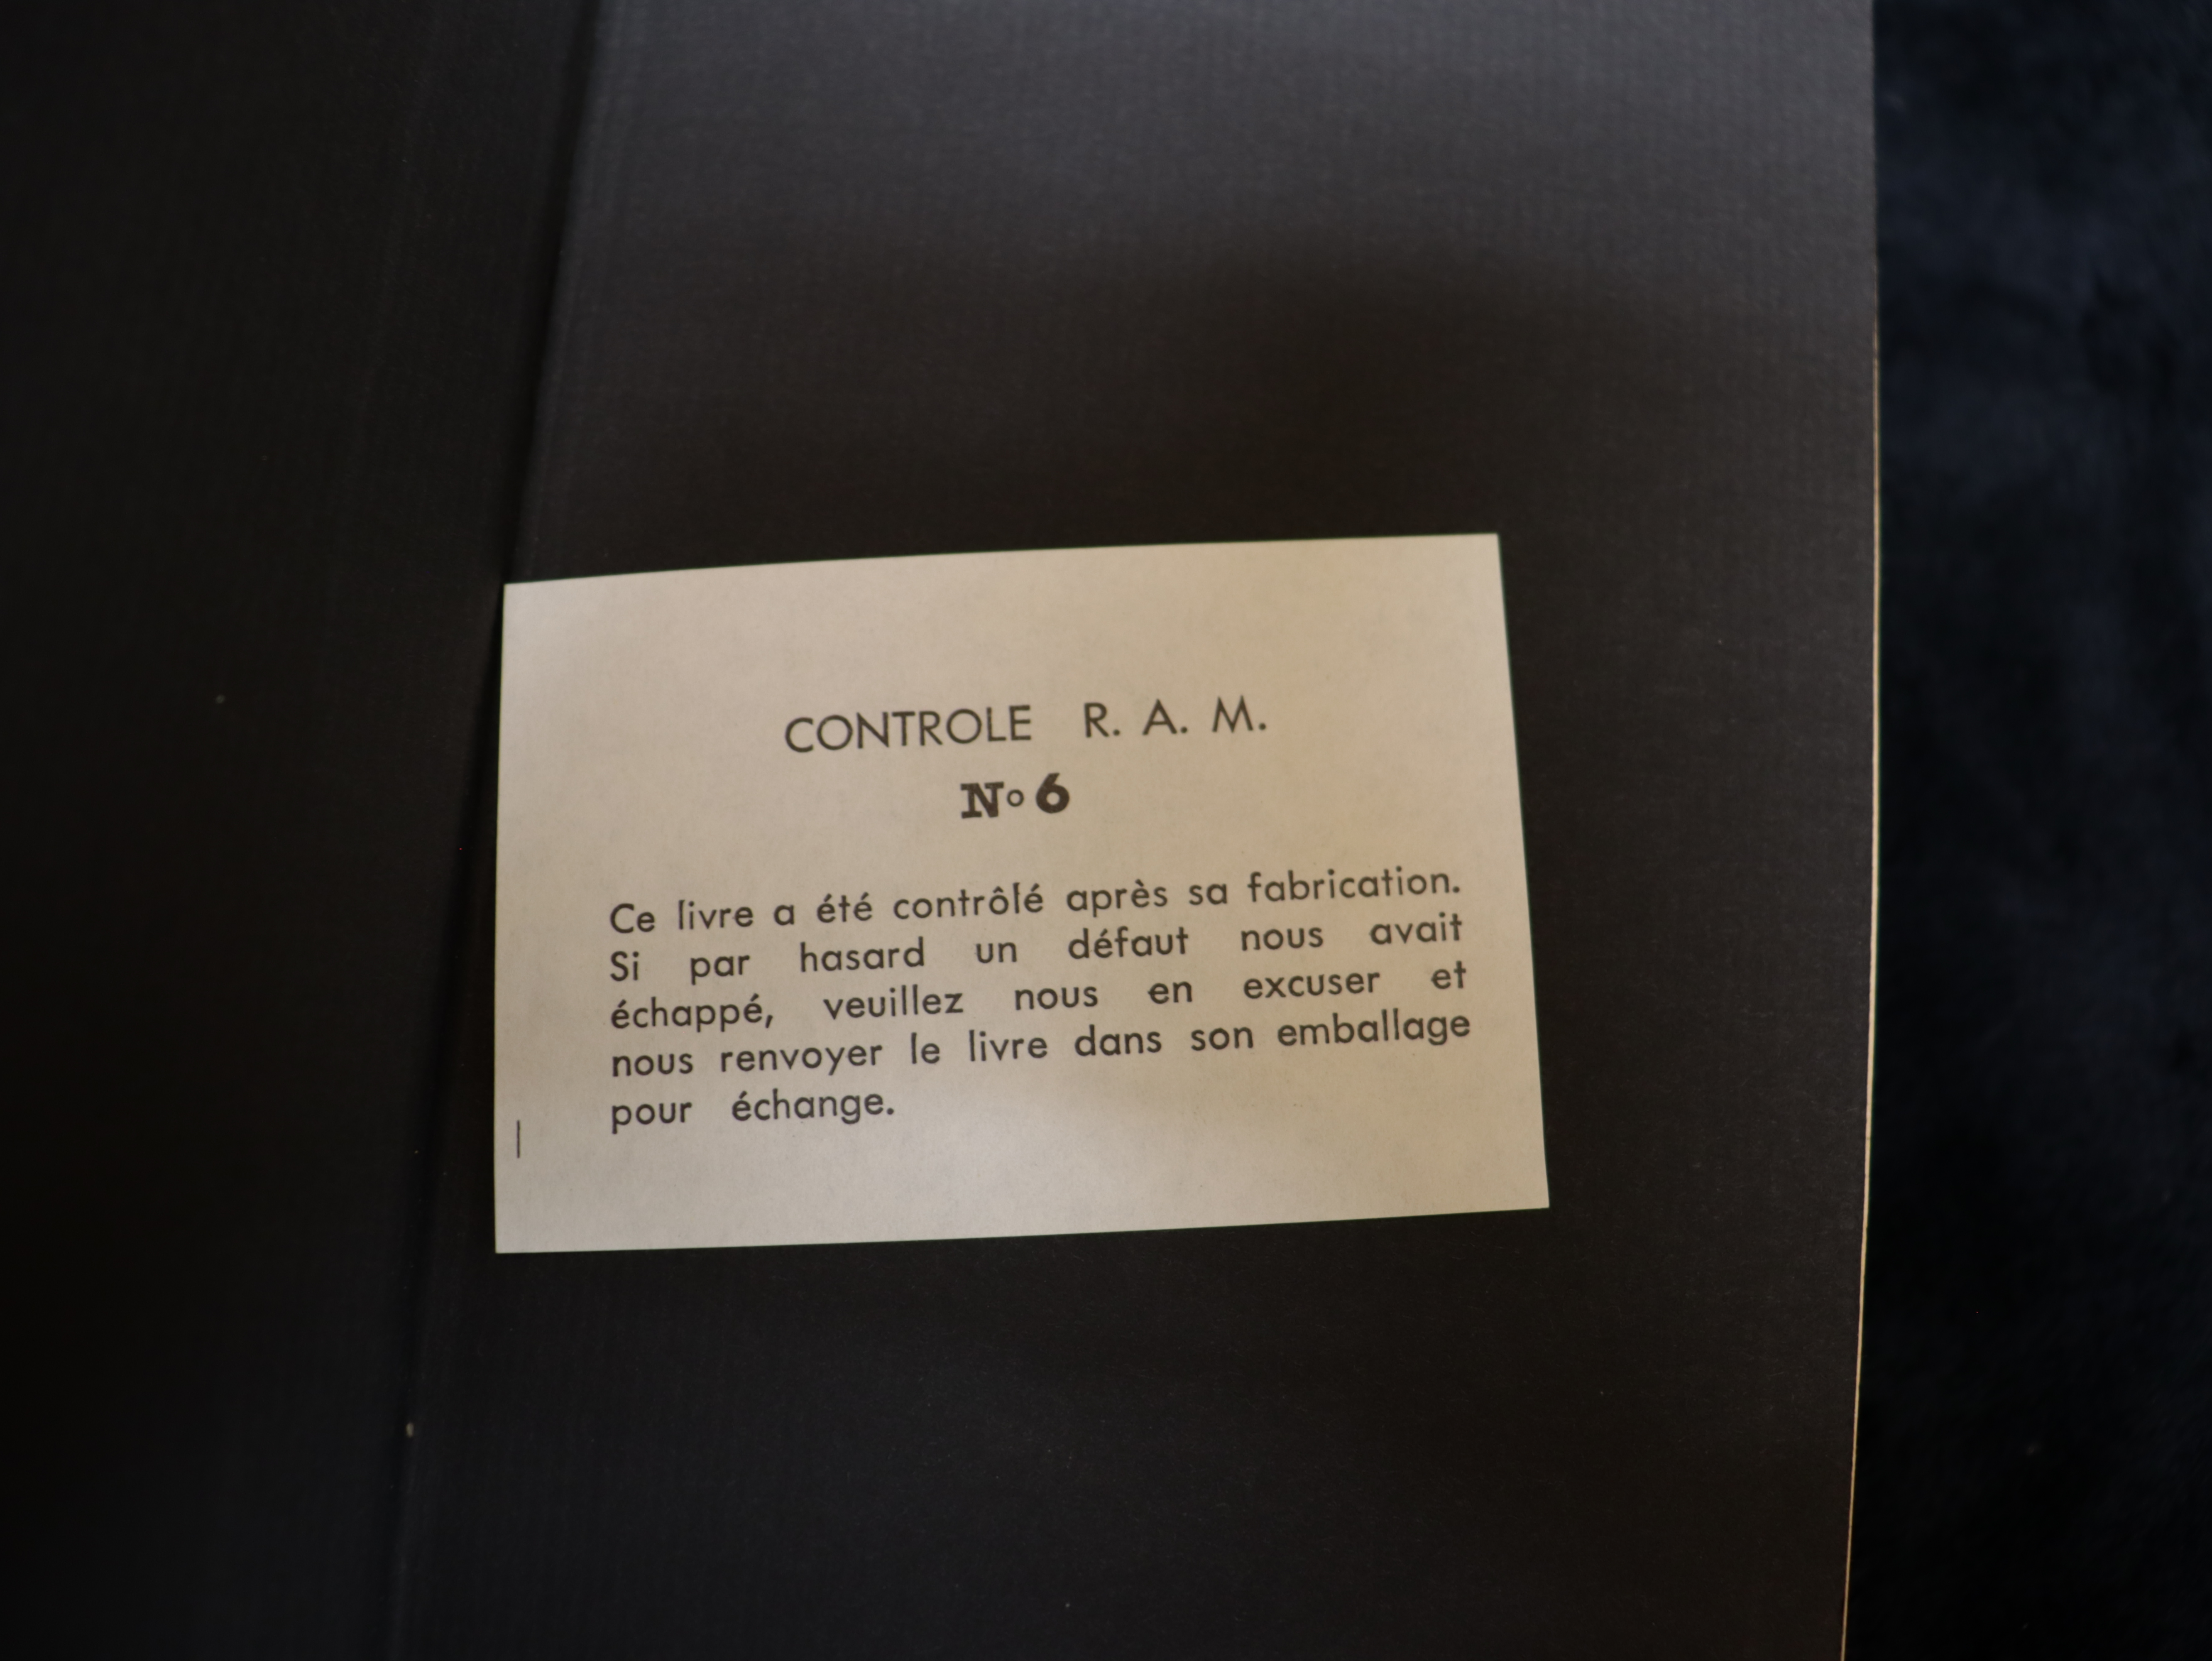 CONTROLE R. A. M.
No 6
Ce livre a été contrôlé après sa fabrication.
Si par hasard un défaut nous avait
échappé, veuillez nous en excuser et
nous renvoyer le livre dans son emballage
pour échange.